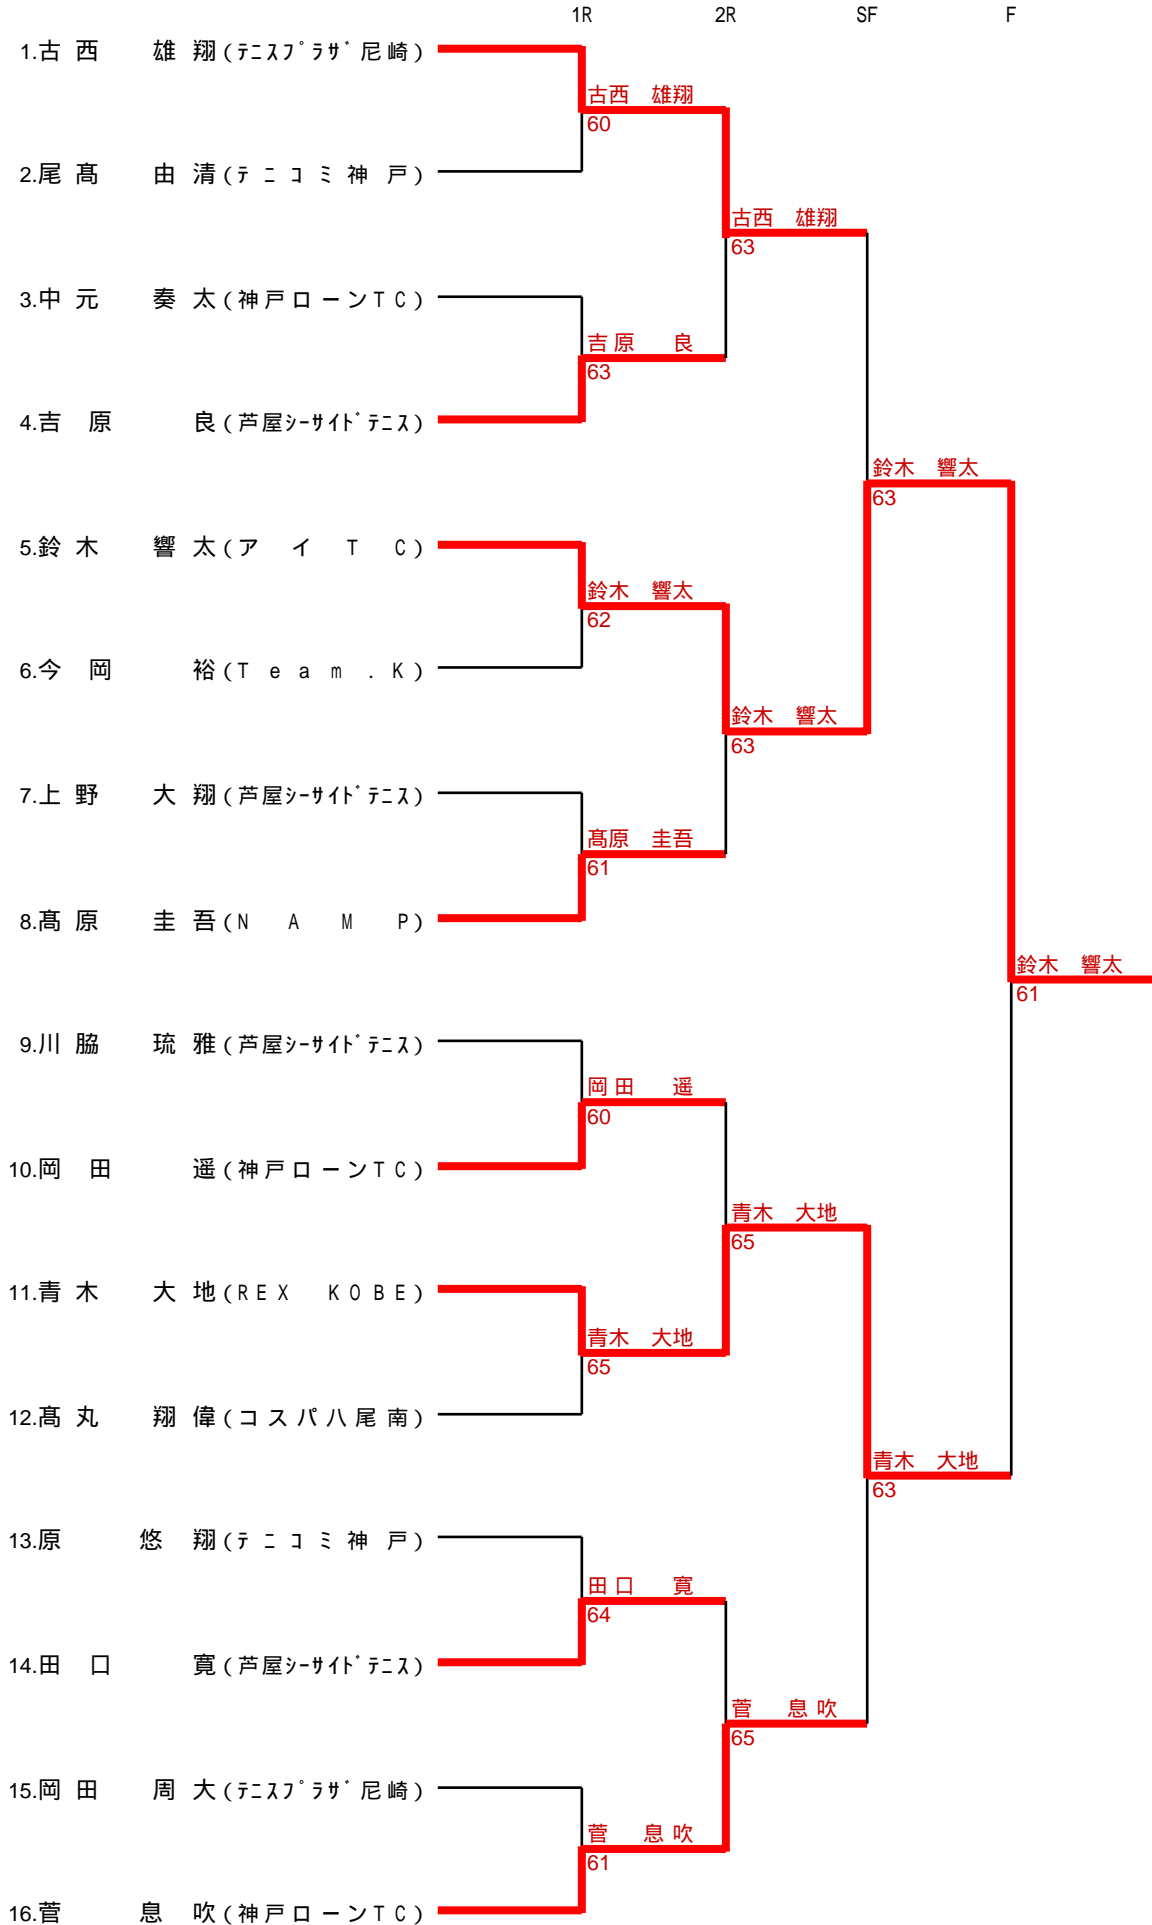 1R 2R SF F
1.古西 雄翔(ﾃﾆｽﾌﾟﾗｻﾞ尼崎)
古西 雄翔
60
2.尾髙 由清(テニコミ神戸)
古西 雄翔
63
3.中元 奏太(神戸ローンTC)
吉原 良
63
4.吉原 良(芦屋ｼｰｻｲﾄﾞﾃﾆｽ)
鈴木 響太
63
5.鈴木 響太(アイTC)
鈴木 響太
62
6.今岡 裕(Team.K)
鈴木 響太
63
7.上野 大翔(芦屋ｼｰｻｲﾄﾞﾃﾆｽ)
髙原 圭吾
61
8.髙原 圭吾(NAMP)
鈴木 響太
61
9.川脇 琉雅(芦屋ｼｰｻｲﾄﾞﾃﾆｽ)
岡田 遥
60
10.岡田 遥(神戸ローンTC)
青木 大地
65
11.青木 大地(REX KOBE)
青木 大地
65
12.髙丸 翔偉(コスパ八尾南)
青木 大地
63
13.原 悠翔(テニコミ神戸)
田口 寛
64
14.田口 寛(芦屋ｼｰｻｲﾄﾞﾃﾆｽ)
菅 息吹
65
15.岡田 周大(ﾃﾆｽﾌﾟﾗｻﾞ尼崎)
菅 息吹
61
16.菅 息吹(神戸ローンTC)